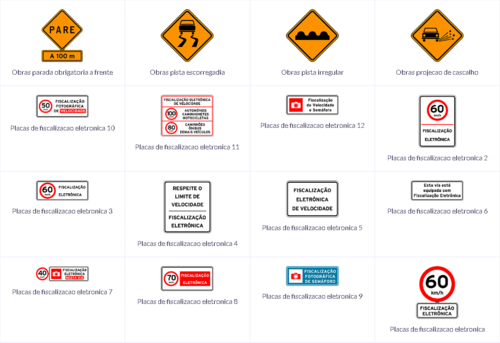 PARE
A 100 m
Obras parada obrigatoria a frente
Obras pista escorregadia
Obras pista irregular
Obras projecao de cascalho
50
FISCALIZAÇÃO
FOTOGRÁFICA
DE VELOCIDADE
Placas de fiscalizacao eletronica 10
FISCALIZAÇÃO ELETRÔNICA
DE VELOCIDADE
100
AUTOMÓVEIS
CAMINHONETES
MOTOCICLETAS
80
CAMINHÕES
ÔNIBUS
DEMAIS VEÍCULOS
Placas de fiscalizacao eletronica 11
Fiscalização
de Velocidade
e Semáforo
Placas de fiscalizacao eletronica 12
60
km/h
FISCALIZAÇÃO
ELETRÔNICA
Placas de fiscalizacao eletronica 2
60
km/h
FISCALIZAÇÃO
ELETRÔNICA
Placas de fiscalizacao eletronica 3
RESPEITE O
LIMITE DE
VELOCIDADE
FISCALIZAÇÃO
ELETRÔNICA
Placas de fiscalizacao eletronica 4
FISCALIZAÇÃO
ELETRÔNICA
DE VELOCIDADE
Placas de fiscalizacao eletronica 5
Esta via está
equipada com
Fiscalização Eletrônica
Placas de fiscalizacao eletronica 6
40
FISCALIZAÇÃO
ELETRÔNICA
Placas de fiscalizacao eletronica 7
70
FISCALIZAÇÃO
ELETRÔNICA
Placas de fiscalizacao eletronica 8
FISCALIZAÇÃO
FOTOGRÁFICA
DE SEMÁFORO
Placas de fiscalizacao eletronica 9
60
km/h
FISCALIZAÇÃO
ELETRÔNICA
Placas de fiscalizacao eletronica